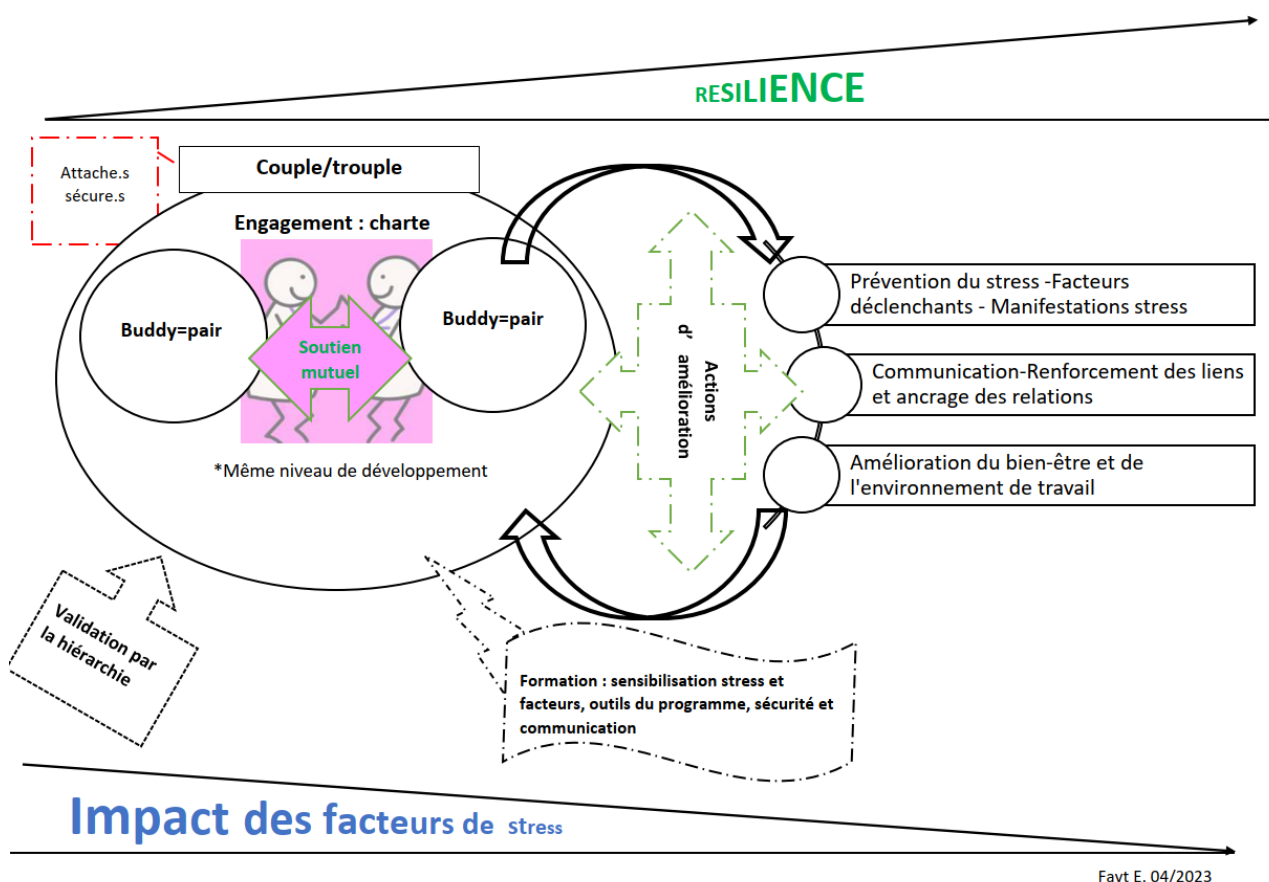 RESILIENCE
Attache.s
sécure.s
Couple/trouple
Engagement : charte
Buddy=pair
Soutien
mutuel
Buddy=pair
*Même niveau de développement
Actions
d’ amélioration
Prévention du stress -Facteurs
déclenchants - Manifestations stress
Communication-Renforcement des liens
et ancrage des relations
Amélioration du bien-être et de
l'environnement de travail
Validation par
la hiérarchie
Formation : sensibilisation stress et
facteurs, outils du programme, sécurité et
communication
Impact des facteurs de stress
Fayt E. 04/2023